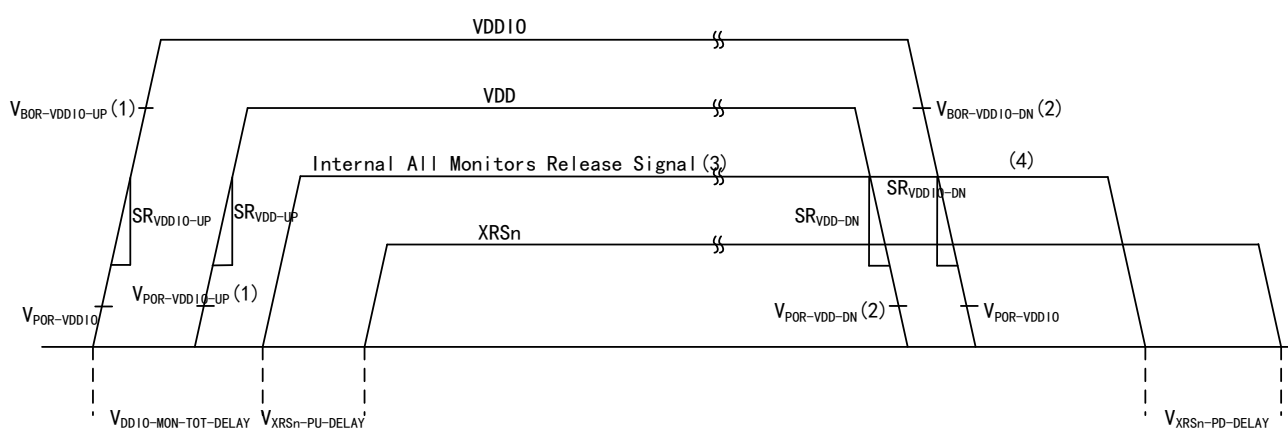 VDDIO
V_BOR-VDDIO-UP(1)
VDD
V_BOR-VDDIO-DN(2)
Internal All Monitors Release Signal(3)
(4)
SR_VDDIO-UP
SR_VDD-UP
SR_VDD-DN
SR_VDDIO-DN
XRSn
V_POR-VDDIO
V_POR-VDDIO-UP(1)
V_POR-VDD-DN(2)
V_POR-VDDIO
V_DDIO-MON-TOT-DELAY
V_XRSn-PU-DELAY
V_XRSn-PD-DELAY